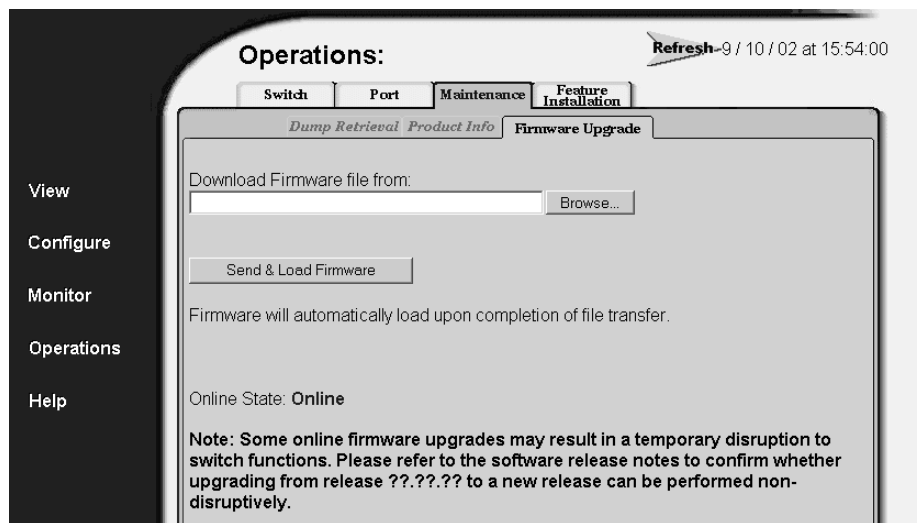 Operations:
Refresh-9 / 10 / 02 at 15:54:00
Switch
Port
Maintenance
Feature
Installation
Dump Retrieval
Product Info
Firmware Upgrade
View
Configure
Monitor
Operations
Help
Download Firmware file from:
Browse...
Send & Load Firmware
Firmware will automatically load upon completion of file transfer.
Online State: Online
Note: Some online firmware upgrades may result in a temporary disruption to
switch functions. Please refer to the software release notes to confirm whether
upgrading from release ??.??.?? to a new release can be performed non-
disruptively.